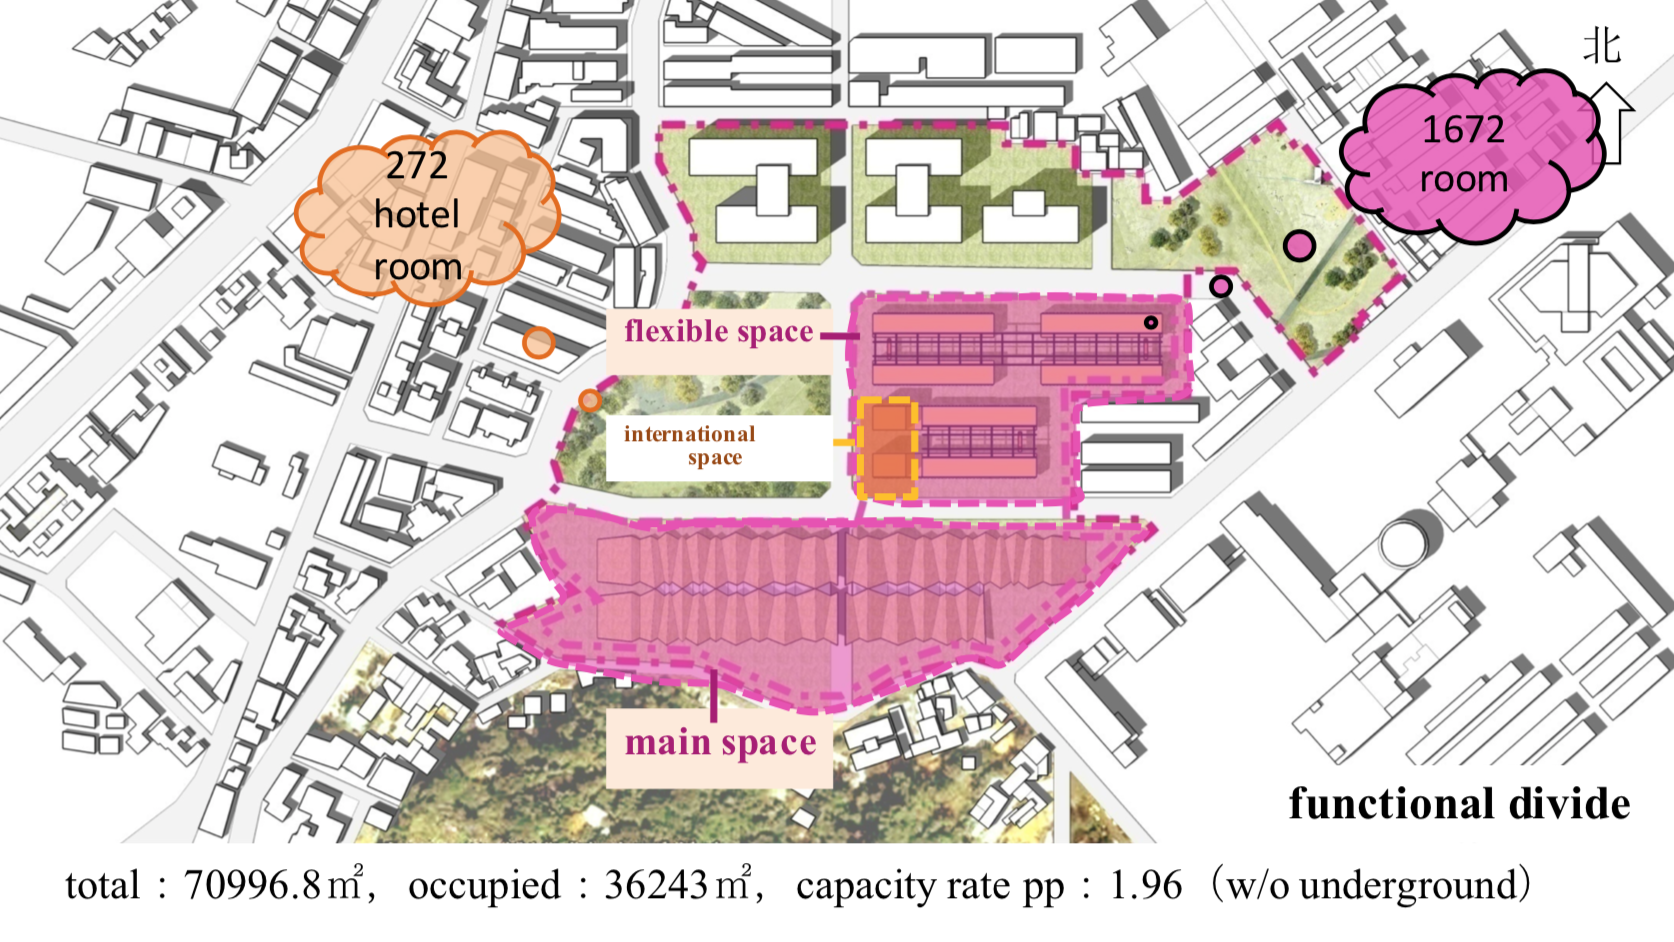 北
1672
room
272
hotel
room
flexible space
international
space
main space
functional divide
total：70996.8㎡， occupied：36243㎡， capacity rate pp：1.96（w/o underground）